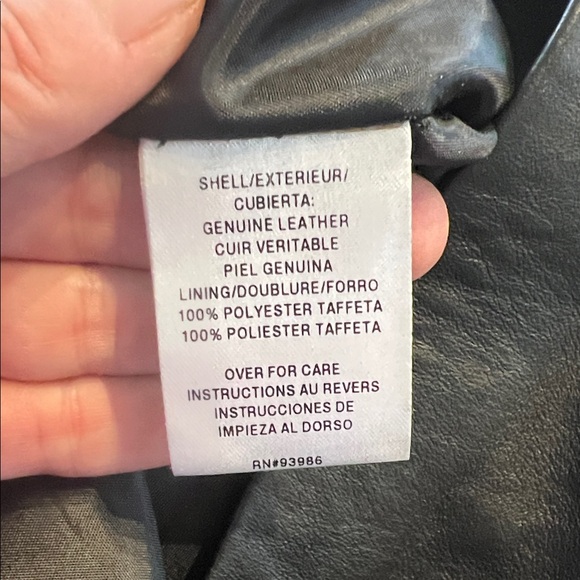 SHELL/EXTERIEUR/
CUBIERTA:
GENUINE LEATHER
CUIR VERITABLE
PIEL GENUINA
LINING/DOUBLURE/FORRO
100% POLYESTER TAFFETA
100% POLIESTER TAFFETA
OVER FOR CARE
INSTRUCTIONS AU REVERS
INSTRUCCIONES DE
IMPIEZA AL DORSO
RN#93986